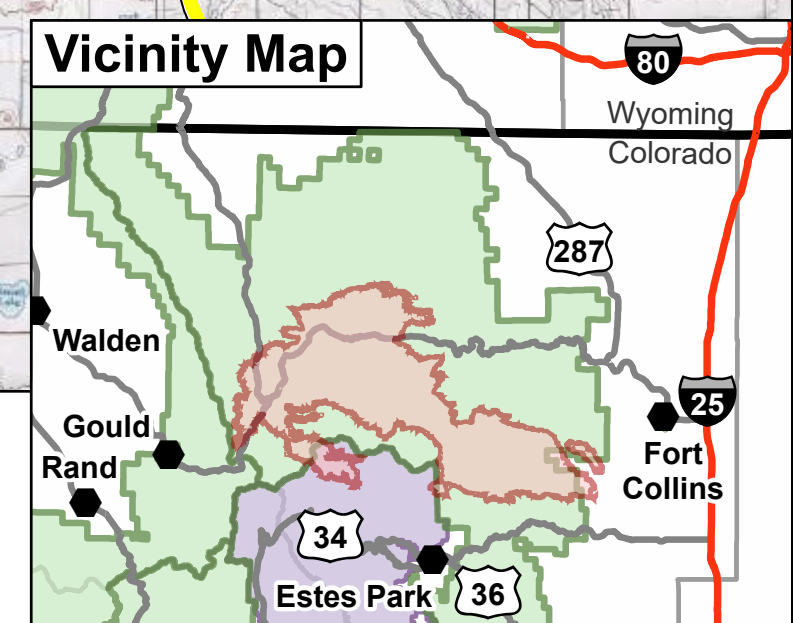 Vicinity Map
80
Wyoming
Colorado
287
Walden
25
Gould
Fort
Collins
Rand
34
Estes Park
36